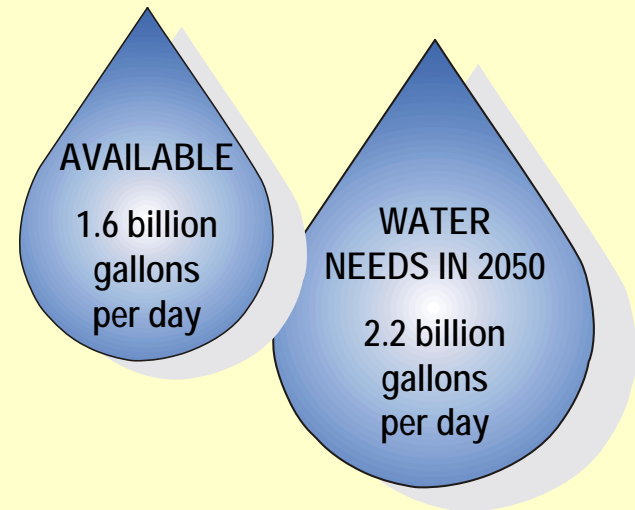 AVAILABLE
1.6 billion
gallons
per day
WATER
NEEDS IN 2050
2.2 billion
gallons
per day